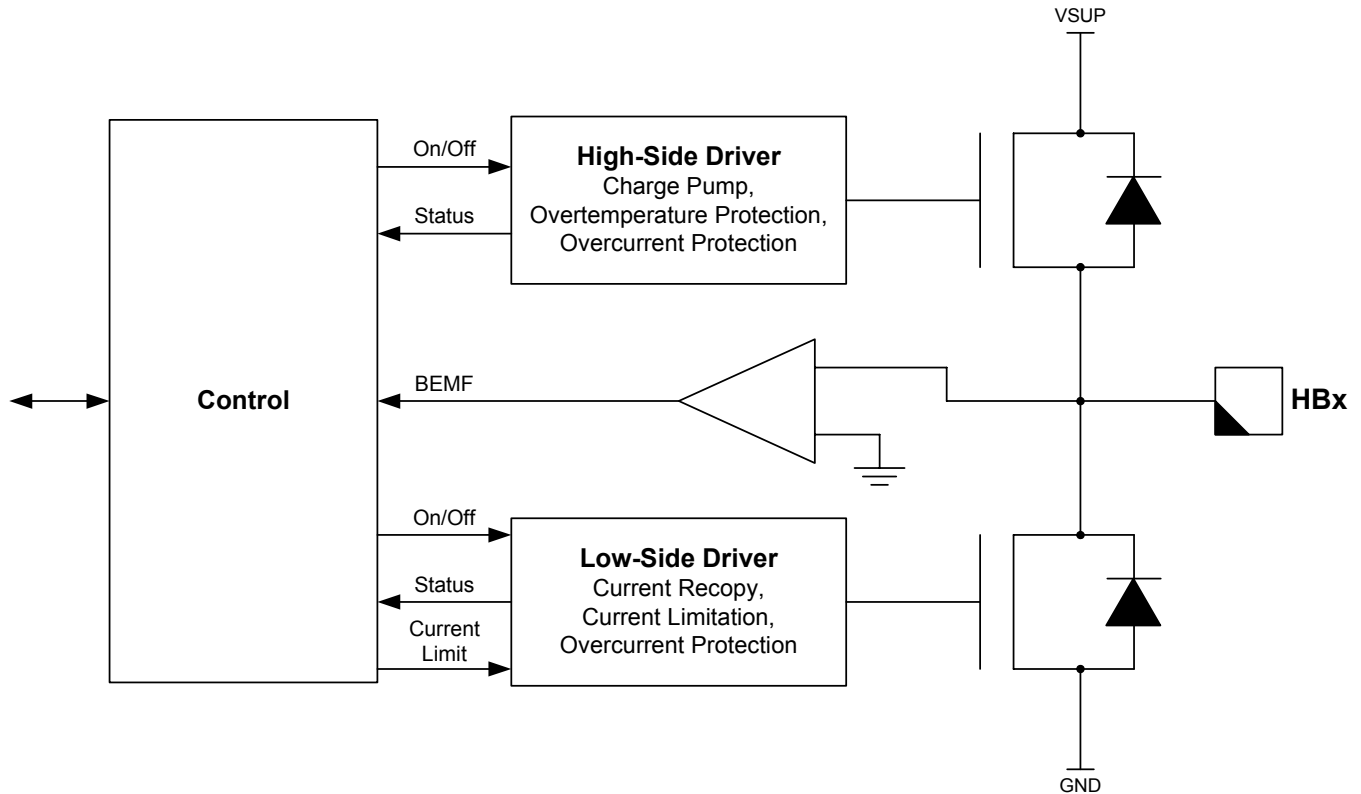 VSUP
On/Off
Status
High-Side Driver
Charge Pump,
Overtemperature Protection,
Overcurrent Protection
Control
BEMF
HBx
On/Off
Status
Current
Limit
Low-Side Driver
Current Recopy,
Current Limitation,
Overcurrent Protection
GND